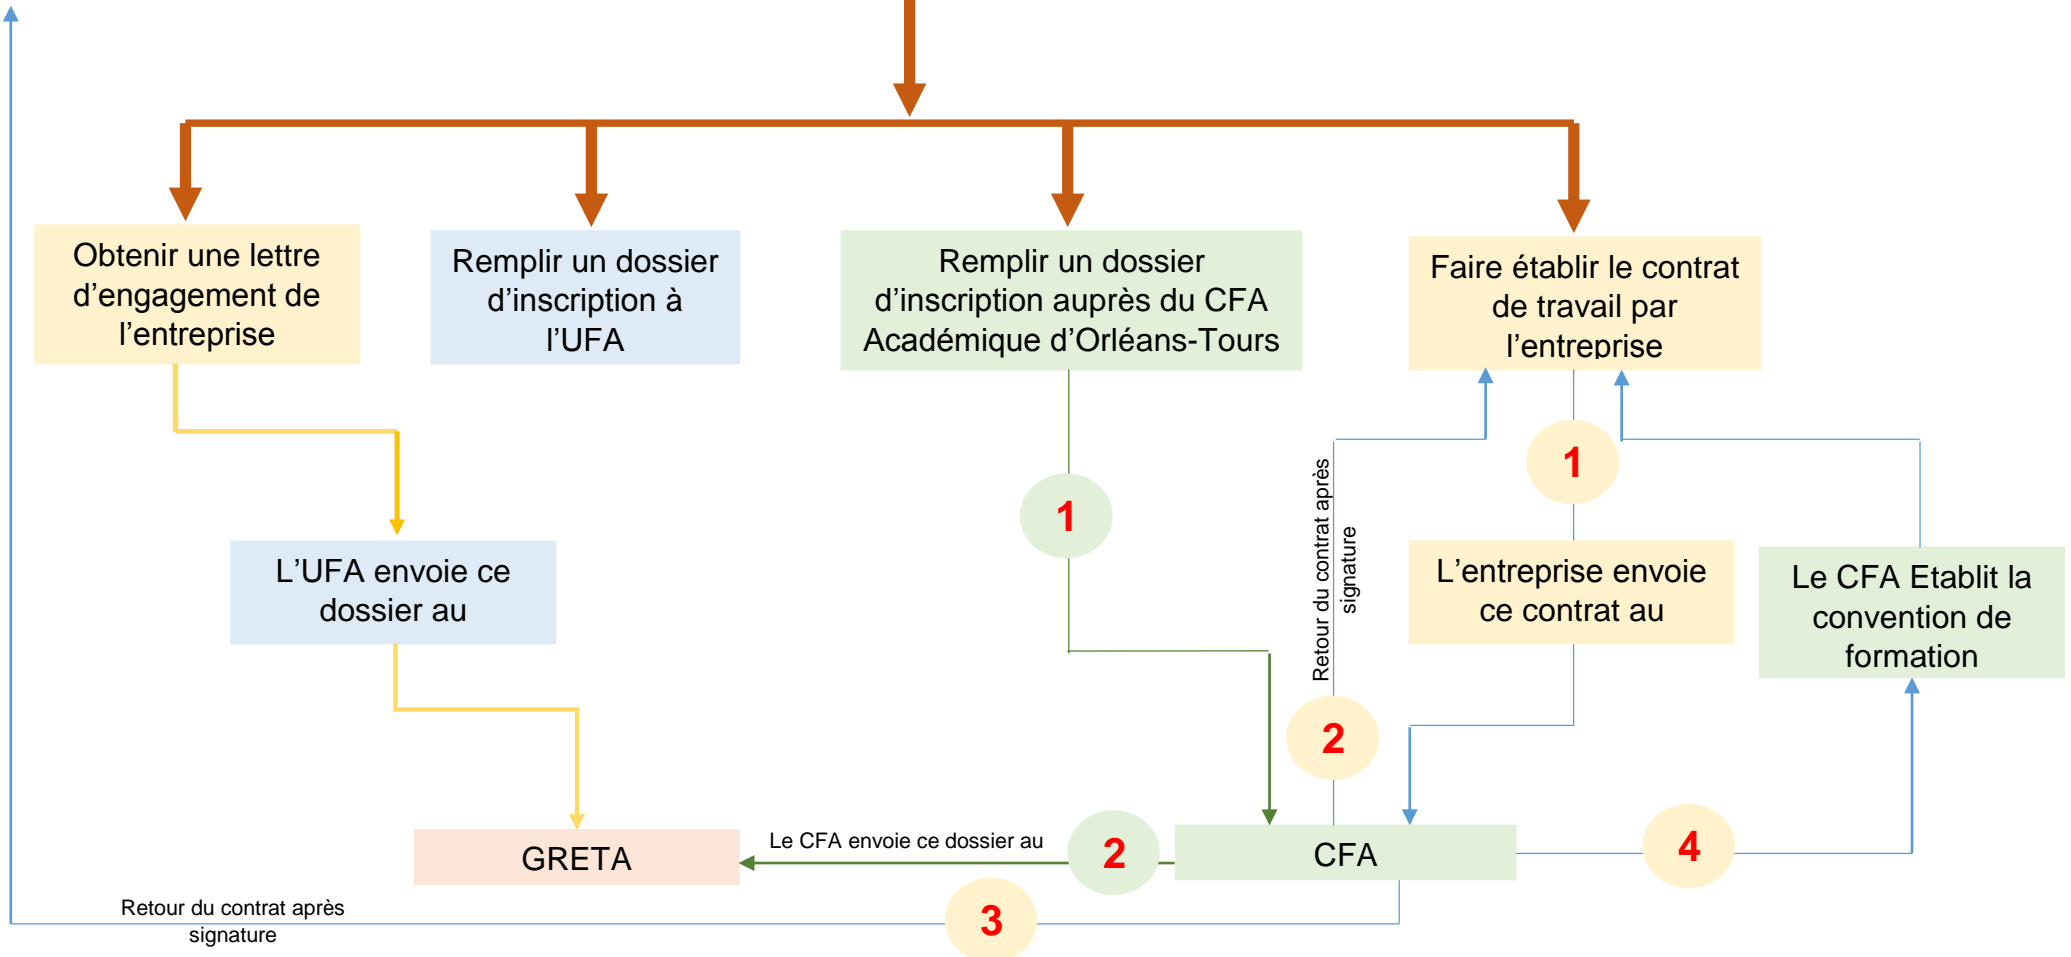 Obtenir une lettre
d’engagement de
l’entreprise
Remplir un dossier
d’inscription à
l’UFA
Remplir un dossier
d’inscription auprès du CFA
Académique d’Orléans-Tours
Faire établir le contrat
de travail par
l’entreprise
1
1
Retour du contrat après
signature
L’UFA envoie ce
dossier au
L’entreprise envoie
ce contrat au
Le CFA Etablit la
convention de
formation
2
GRETA
Le CFA envoie ce dossier au
2
CFA
4
Retour du contrat après
signature
3